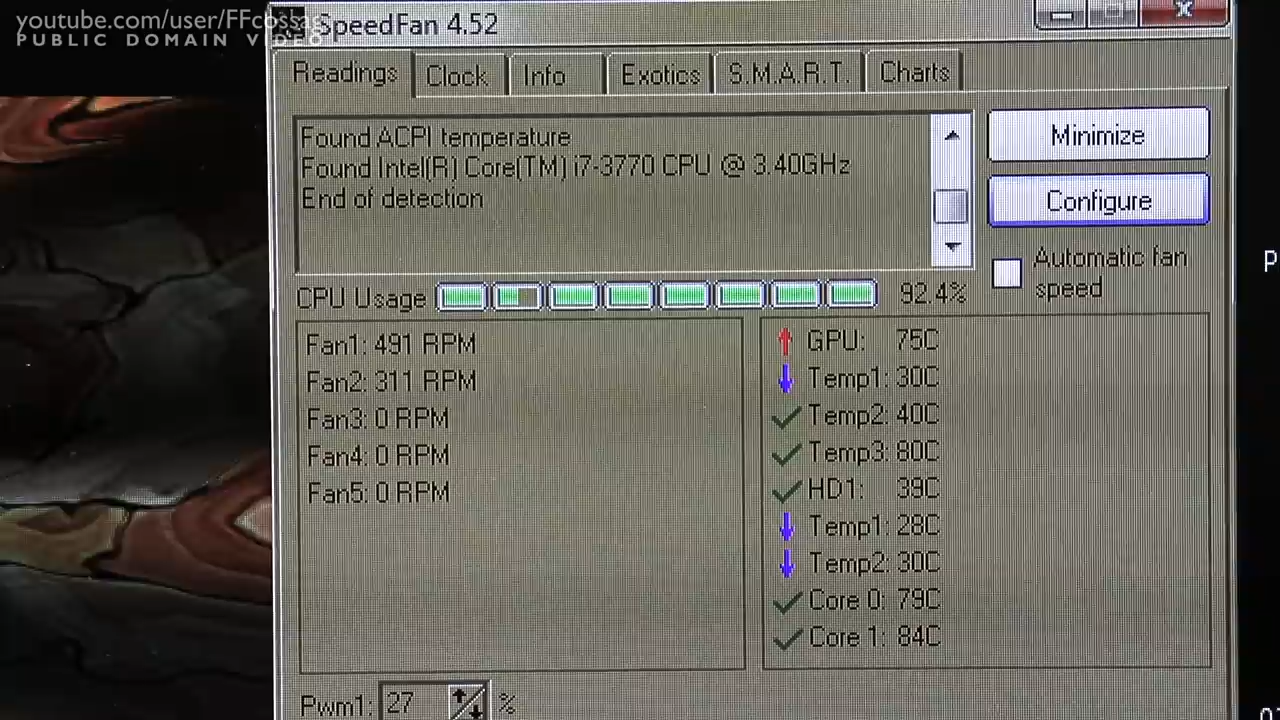 youtube.com/user/FFcossag
PUBLIC DOMAIN VIDEO
SpeedFan 4.52
Readings Clock Info Exotics S.M.A.R.T. Charts
Found ACPI temperature
Found Intel(R) Core(TM) i7-3770 CPU @ 3.40GHz
End of detection
Minimize
Configure
Automatic fan
speed
CPU Usage 92.4%
Fan1: 491 RPM
Fan2: 311 RPM
Fan3: 0 RPM
Fan4: 0 RPM
Fan5: 0 RPM
GPU: 75C
Temp1: 30C
Temp2: 40C
Temp3: 80C
HD1: 39C
Temp1: 28C
Temp2: 30C
Core 0: 79C
Core 1: 84C
Pwm1: 27 %